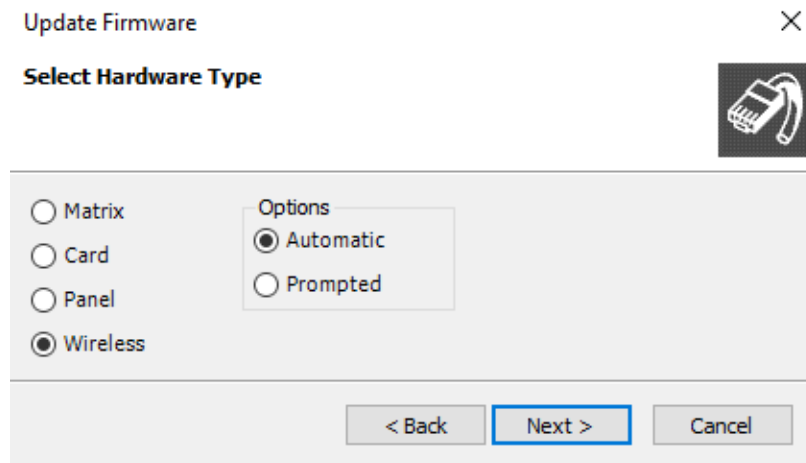 Update Firmware
Select Hardware Type
Matrix
Card
Panel
Wireless
Options
Automatic
Prompted
< Back
Next >
Cancel